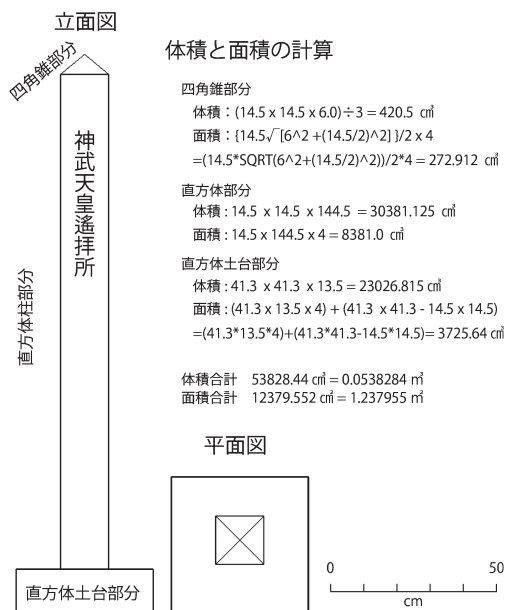 立面図
四角錐部分
神武天皇遙拝所
直方体柱部分
直方体土台部分
体積と面積の計算
四角錐部分
体積：(14.5 x 14.5 x 6.0)÷3 = 420.5 ㎤
面積：{14.5√ [6^2 +(14.5/2)^2] }/2 x 4
=(14.5*SQRT(6^2+(14.5/2)^2))/2*4 = 272.912 ㎠
直方体部分
体積 : 14.5 x 14.5 x 144.5 = 30381.125 ㎤
面積 : 14.5 x 144.5 x 4 = 8381.0 ㎠
直方体土台部分
体積 : 41.3 x 41.3 x 13.5 = 23026.815 ㎤
面積 : (41.3 x 13.5 x 4) + (41.3 x 41.3 - 14.5 x 14.5)
=(41.3*13.5*4)+(41.3*41.3-14.5*14.5)= 3725.64 ㎠
体積合計 53828.44 ㎤ = 0.0538284 ㎥
面積合計 12379.552 ㎠ = 1.237955 ㎡
平面図
0 50
cm